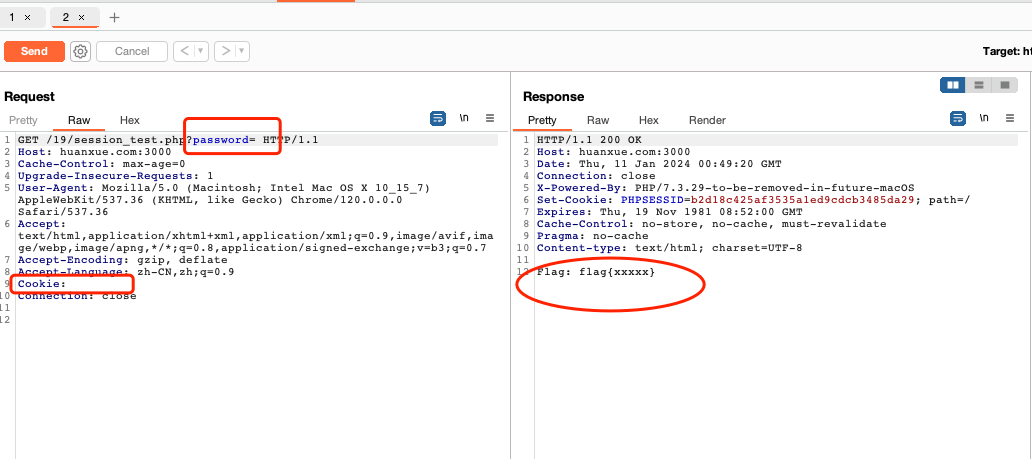 1 × 2 × +
Send Cancel < >
Target: ht
Request
Pretty Raw Hex
\n
1 GET /19/session_test.php?password= HTTP/1.1
2 Host: huanxue.com:3000
3 Cache-Control: max-age=0
4 Upgrade-Insecure-Requests: 1
5 User-Agent: Mozilla/5.0 (Macintosh; Intel Mac OS X 10_15_7)
AppleWebKit/537.36 (KHTML, like Gecko) Chrome/120.0.0.0
Safari/537.36
6 Accept:
text/html,application/xhtml+xml,application/xml;q=0.9,image/avif,ima
ge/webp,image/apng,*/*;q=0.8,application/signed-exchange;v=b3;q=0.7
7 Accept-Encoding: gzip, deflate
8 Accept-Language: zh-CN,zh;q=0.9
9 Cookie:
10 Connection: close
11
12
Response
Pretty Raw Hex Render
\n
1 HTTP/1.1 200 OK
2 Host: huanxue.com:3000
3 Date: Thu, 11 Jan 2024 00:49:20 GMT
4 Connection: close
5 X-Powered-By: PHP/7.3.29-to-be-removed-in-future-macOS
6 Set-Cookie: PHPSESSID=b2d18c425af3535a1ed9cdcb3485da29; path=/
7 Expires: Thu, 19 Nov 1981 08:52:00 GMT
8 Cache-Control: no-store, no-cache, must-revalidate
9 Pragma: no-cache
10 Content-type: text/html; charset=UTF-8
11
12 Flag: flag{xxxxx}